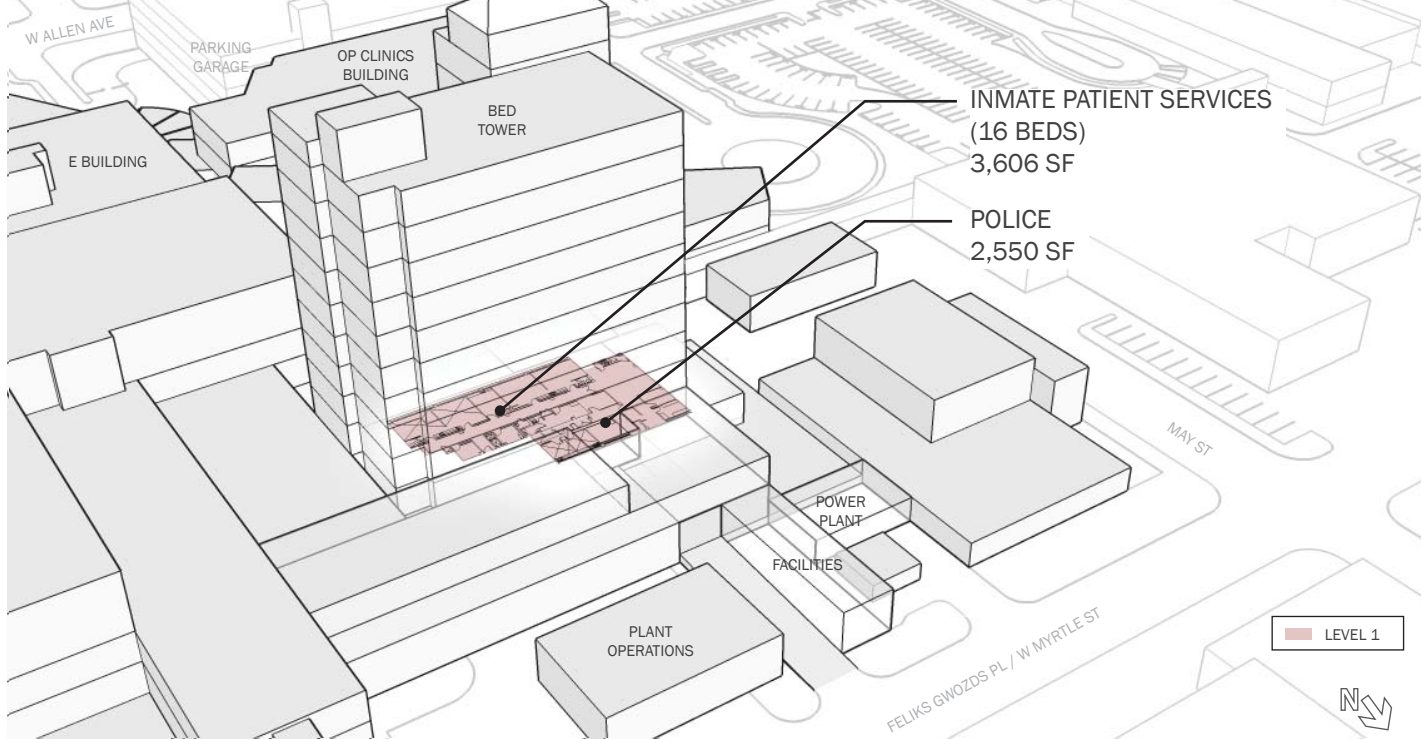 W ALLEN AVE
PARKING
GARAGE
OP CLINICS
BUILDING
BED
TOWER
E BUILDING
INMATE PATIENT SERVICES
(16 BEDS)
3,606 SF
POLICE
2,550 SF
MAY ST
POWER
PLANT
FACILITIES
PLANT
OPERATIONS
FELIKS GWOZDS PL / W MYRTLE ST
LEVEL 1
N